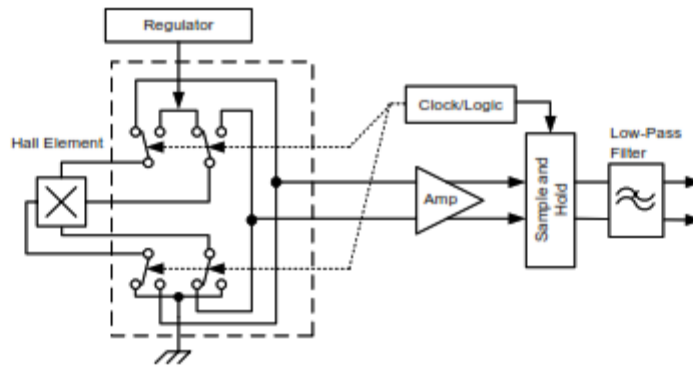 Regulator
Clock/Logic
Hall Element
Low-Pass
Filter
Amp
Sample and
Hold